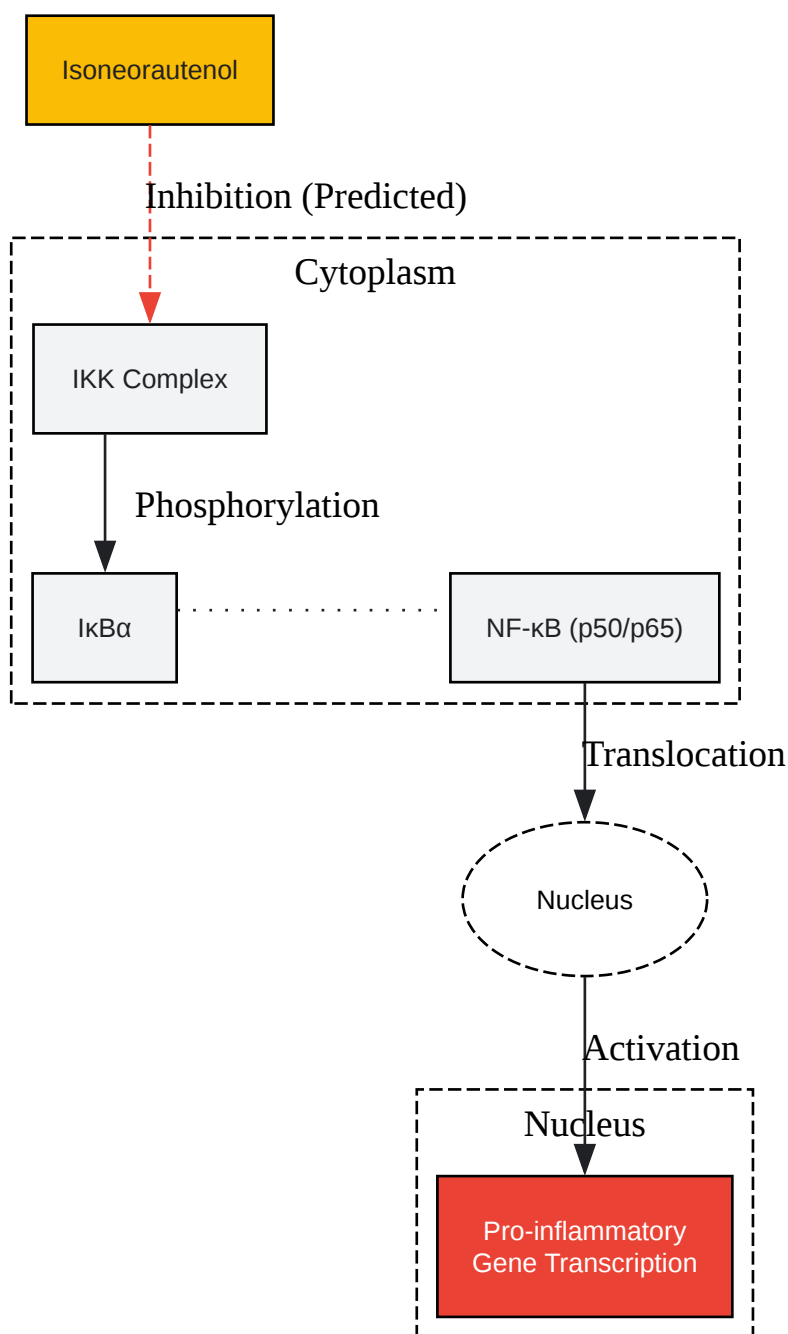 Isoneorautenol
Inhibition (Predicted)
Cytoplasm
IKK Complex
Phosphorylation
IκBα
NF-κB (p50/p65)
Translocation
Nucleus
Activation
Nucleus
Pro-inflammatory
Gene Transcription